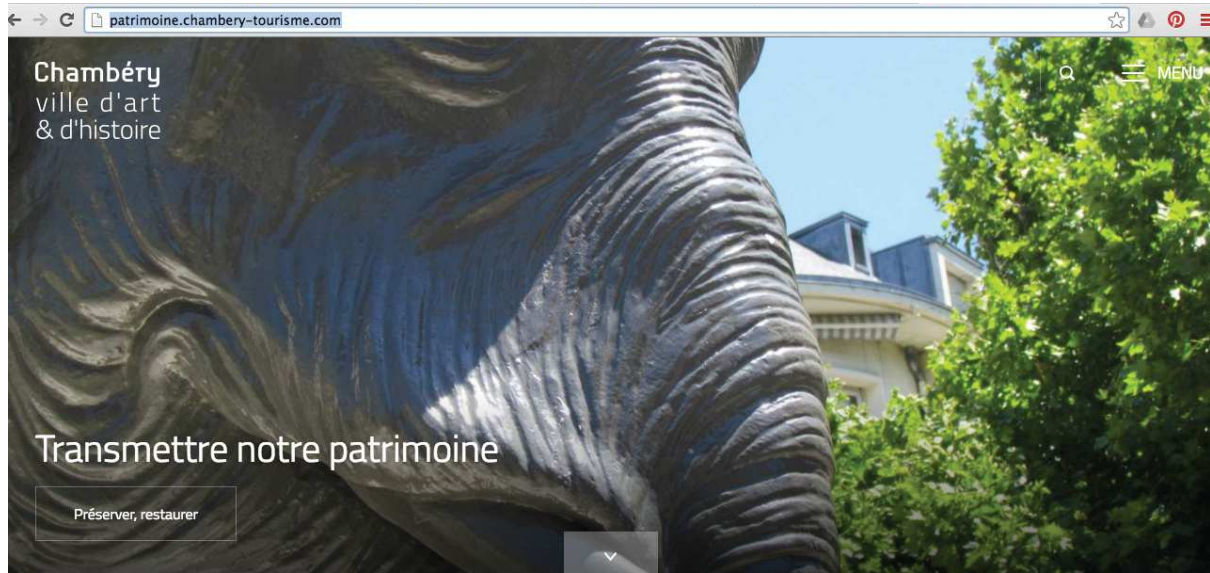 patrimoine.chambery-tourisme.com
Chambéry
ville d'art
& d'histoire
MENU
Transmettre notre patrimoine
Préserver, restaurer